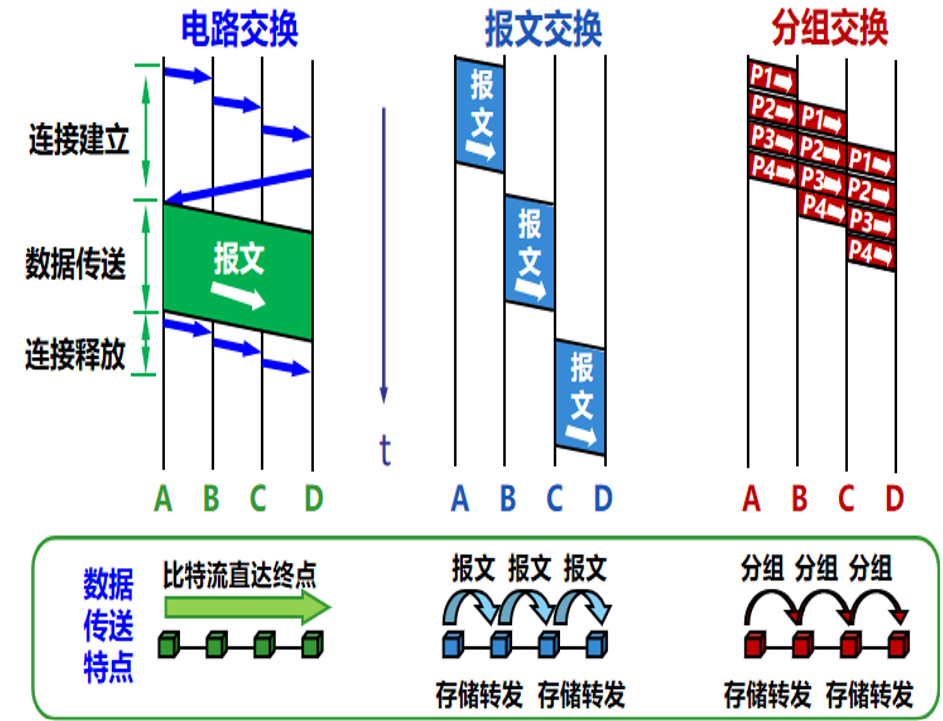 电路交换
报文交换
分组交换
连接建立
数据传送
连接释放
报文
A B C D
t
报文
报文
报文
A B C D
P1
P2 P1
P3 P2 P1
P4 P3 P2
P4 P3
P4
A B C D
数据
传送
特点
比特流直达终点
报文 报文 报文
存储转发 存储转发
分组 分组 分组
存储转发 存储转发